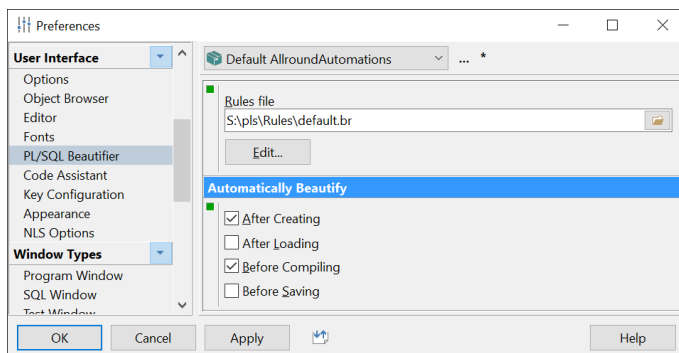 Preferences
User Interface
Options
Object Browser
Editor
Fonts
PL/SQL Beautifier
Code Assistant
Key Configuration
Appearance
NLS Options
Window Types
Program Window
SQL Window
Test Window
Default AllroundAutomations ... *
Rules file
S:\pls\Rules\default.br
Edit...
Automatically Beautify
After Creating
After Loading
Before Compiling
Before Saving
OK Cancel Apply Help